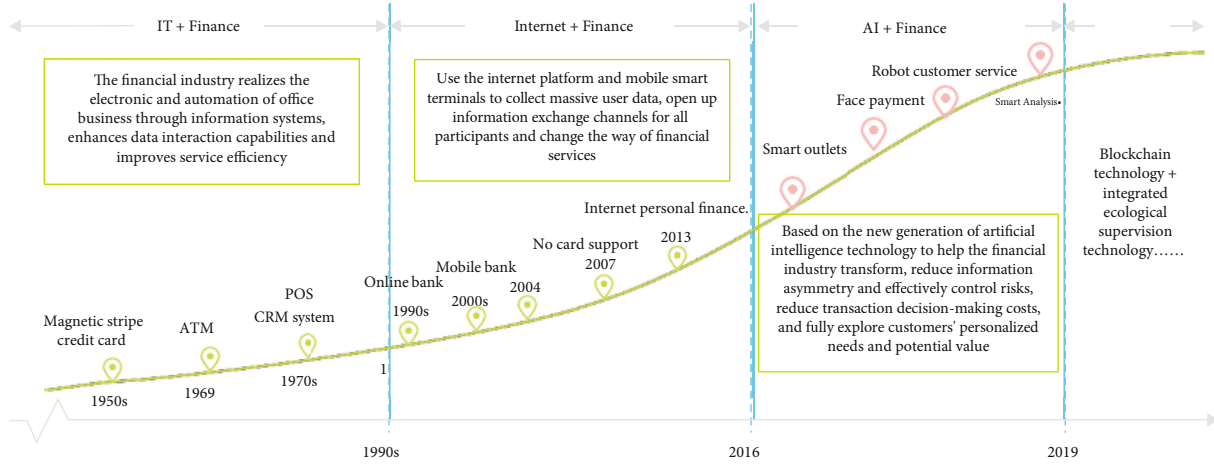 IT + Finance
Internet + Finance
AI + Finance
The financial industry realizes the
electronic and automation of office
business through information systems,
enhances data interaction capabilities and
improves service efficiency
Use the internet platform and mobile smart
terminals to collect massive user data, open up
information exchange channels for all
participants and change the way of financial
services
Robot customer service
Smart Analysis•
Face payment
Smart outlets
Internet personal finance.
2013
No card support
2007
Mobile bank
2004
2000s
Online bank
1990s
POS
CRM system
1970s
ATM
1969
Magnetic stripe
credit card
1950s
1
Based on the new generation of artificial
intelligence technology to help the financial
industry transform, reduce information
asymmetry and effectively control risks,
reduce transaction decision-making costs,
and fully explore customers' personalized
needs and potential value
Blockchain
technology +
integrated
ecological
supervision
technology……
1990s
2016
2019